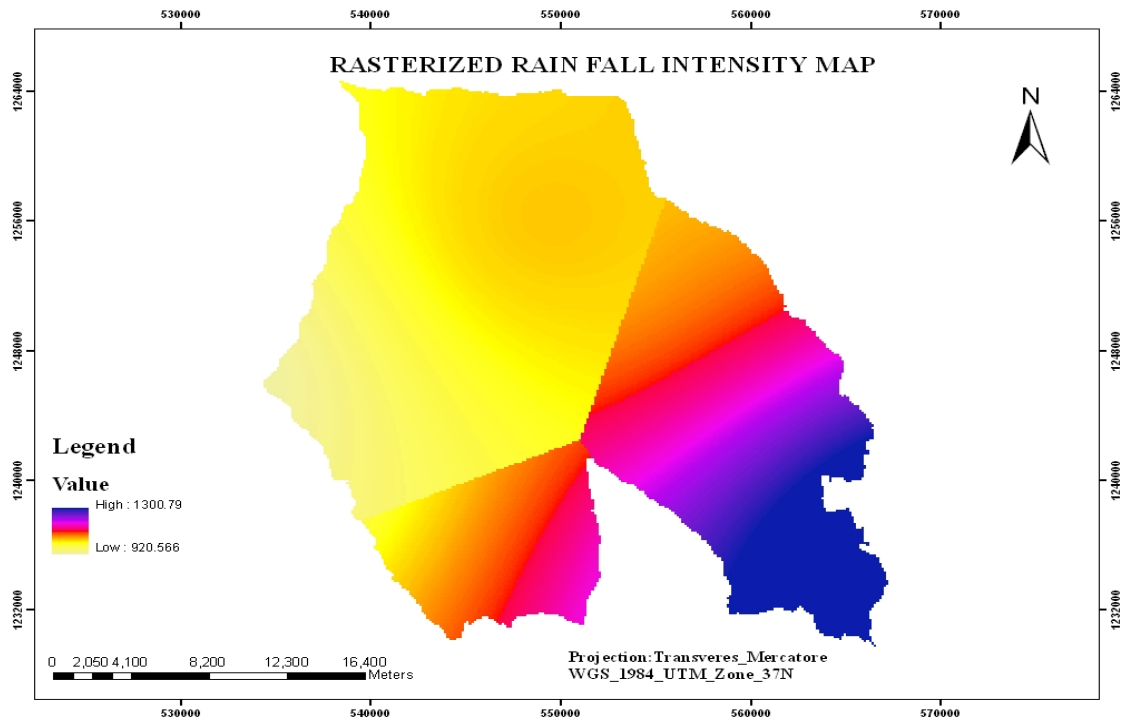 530000 540000 550000 560000 570000
RASTERIZED RAIN FALL INTENSITY MAP
N
1264000 1264000
1256000 1256000
1248000 1248000
1240000 1240000
1232000 1232000
Legend
Value
High : 1300.79
Low : 920.566
0 2,050 4,100 8,200 12,300 16,400
Meters
Projection:Transveres_Mercatore
WGS_1984_UTM_Zone_37N
530000 540000 550000 560000 570000